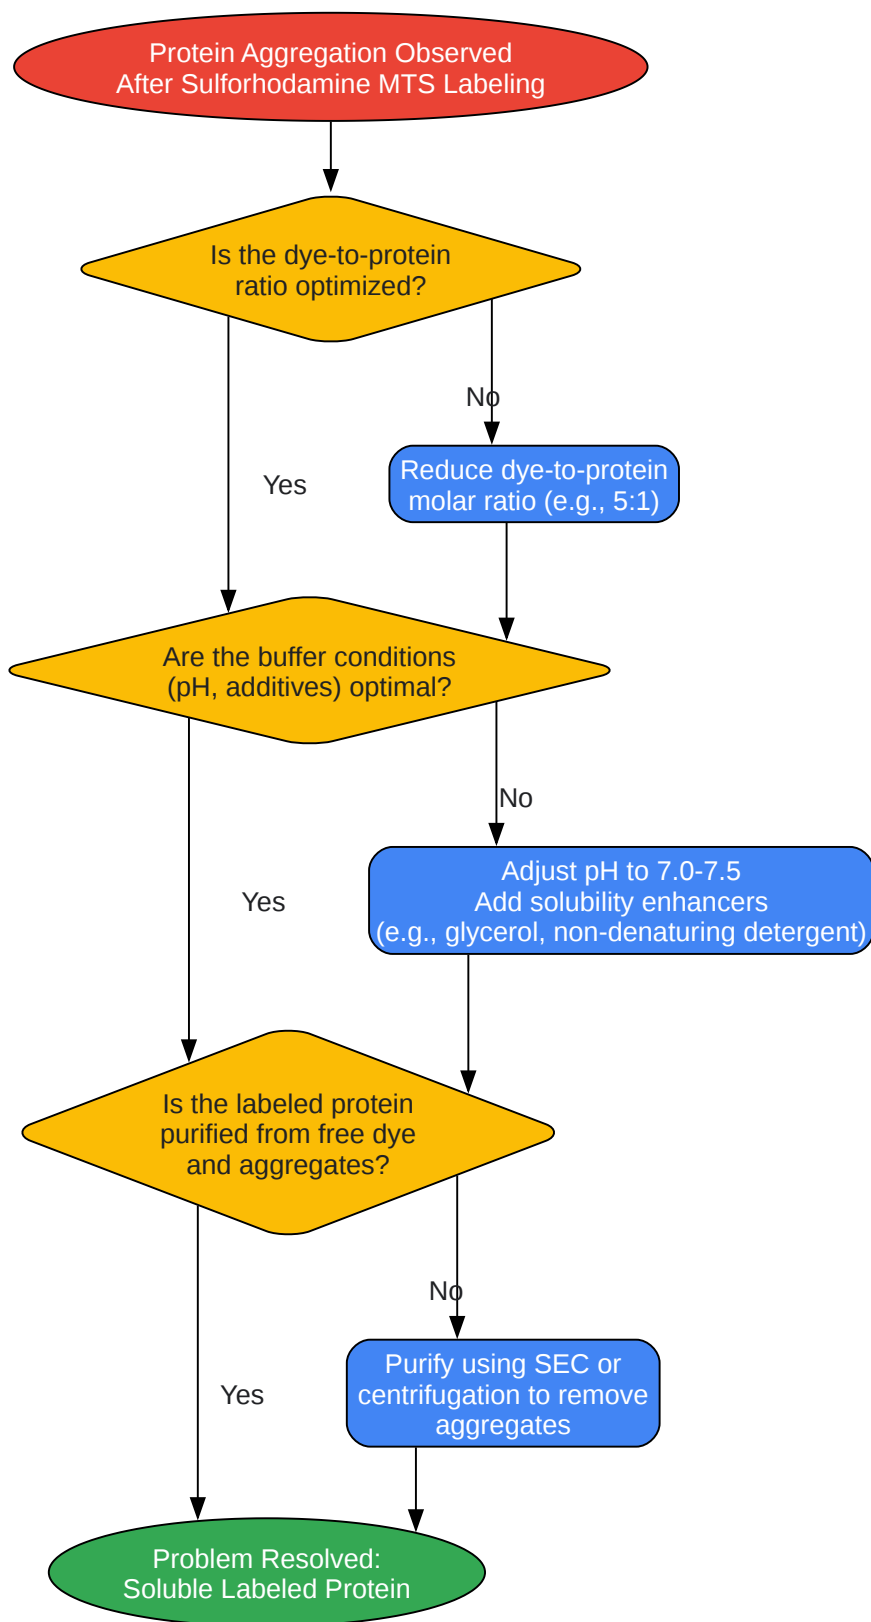 Protein Aggregation Observed
After Sulforhodamine MTS Labeling
Is the dye-to-protein
ratio optimized?
No
Reduce dye-to-protein
molar ratio (e.g., 5:1)
Yes
Are the buffer conditions
(pH, additives) optimal?
No
Adjust pH to 7.0-7.5
Add solubility enhancers
(e.g., glycerol, non-denaturing detergent)
Yes
Is the labeled protein
purified from free dye
and aggregates?
No
Purify using SEC or
centrifugation to remove
aggregates
Yes
Problem Resolved:
Soluble Labeled Protein